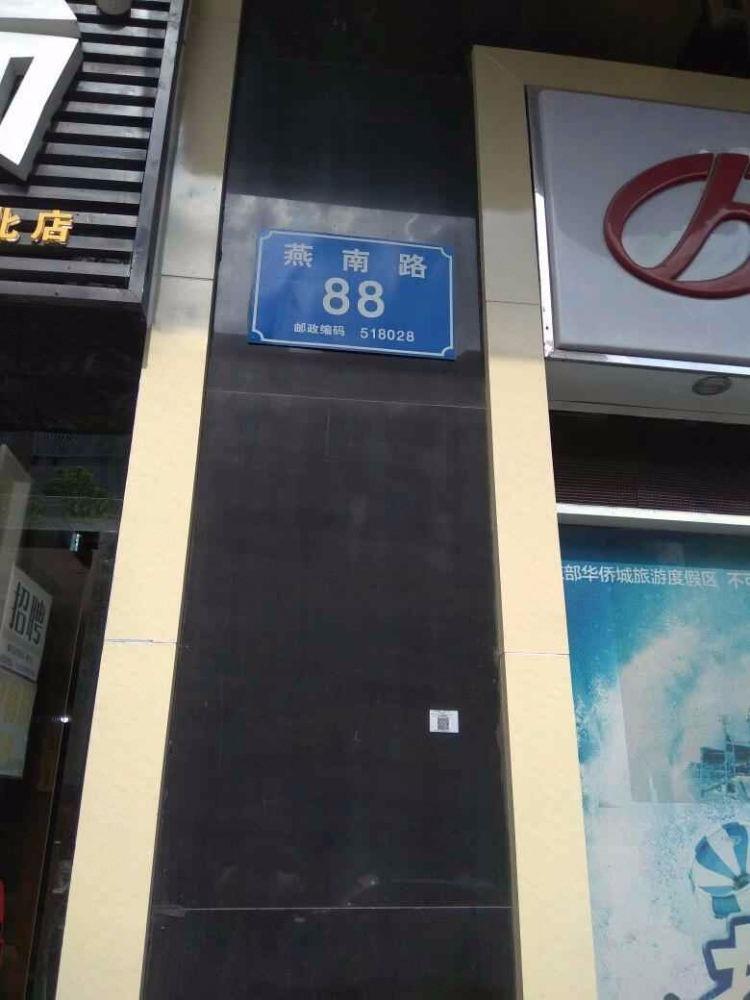 北店
燕南路
88
邮政编码 518028
部华侨城旅游度假区 不
招聘